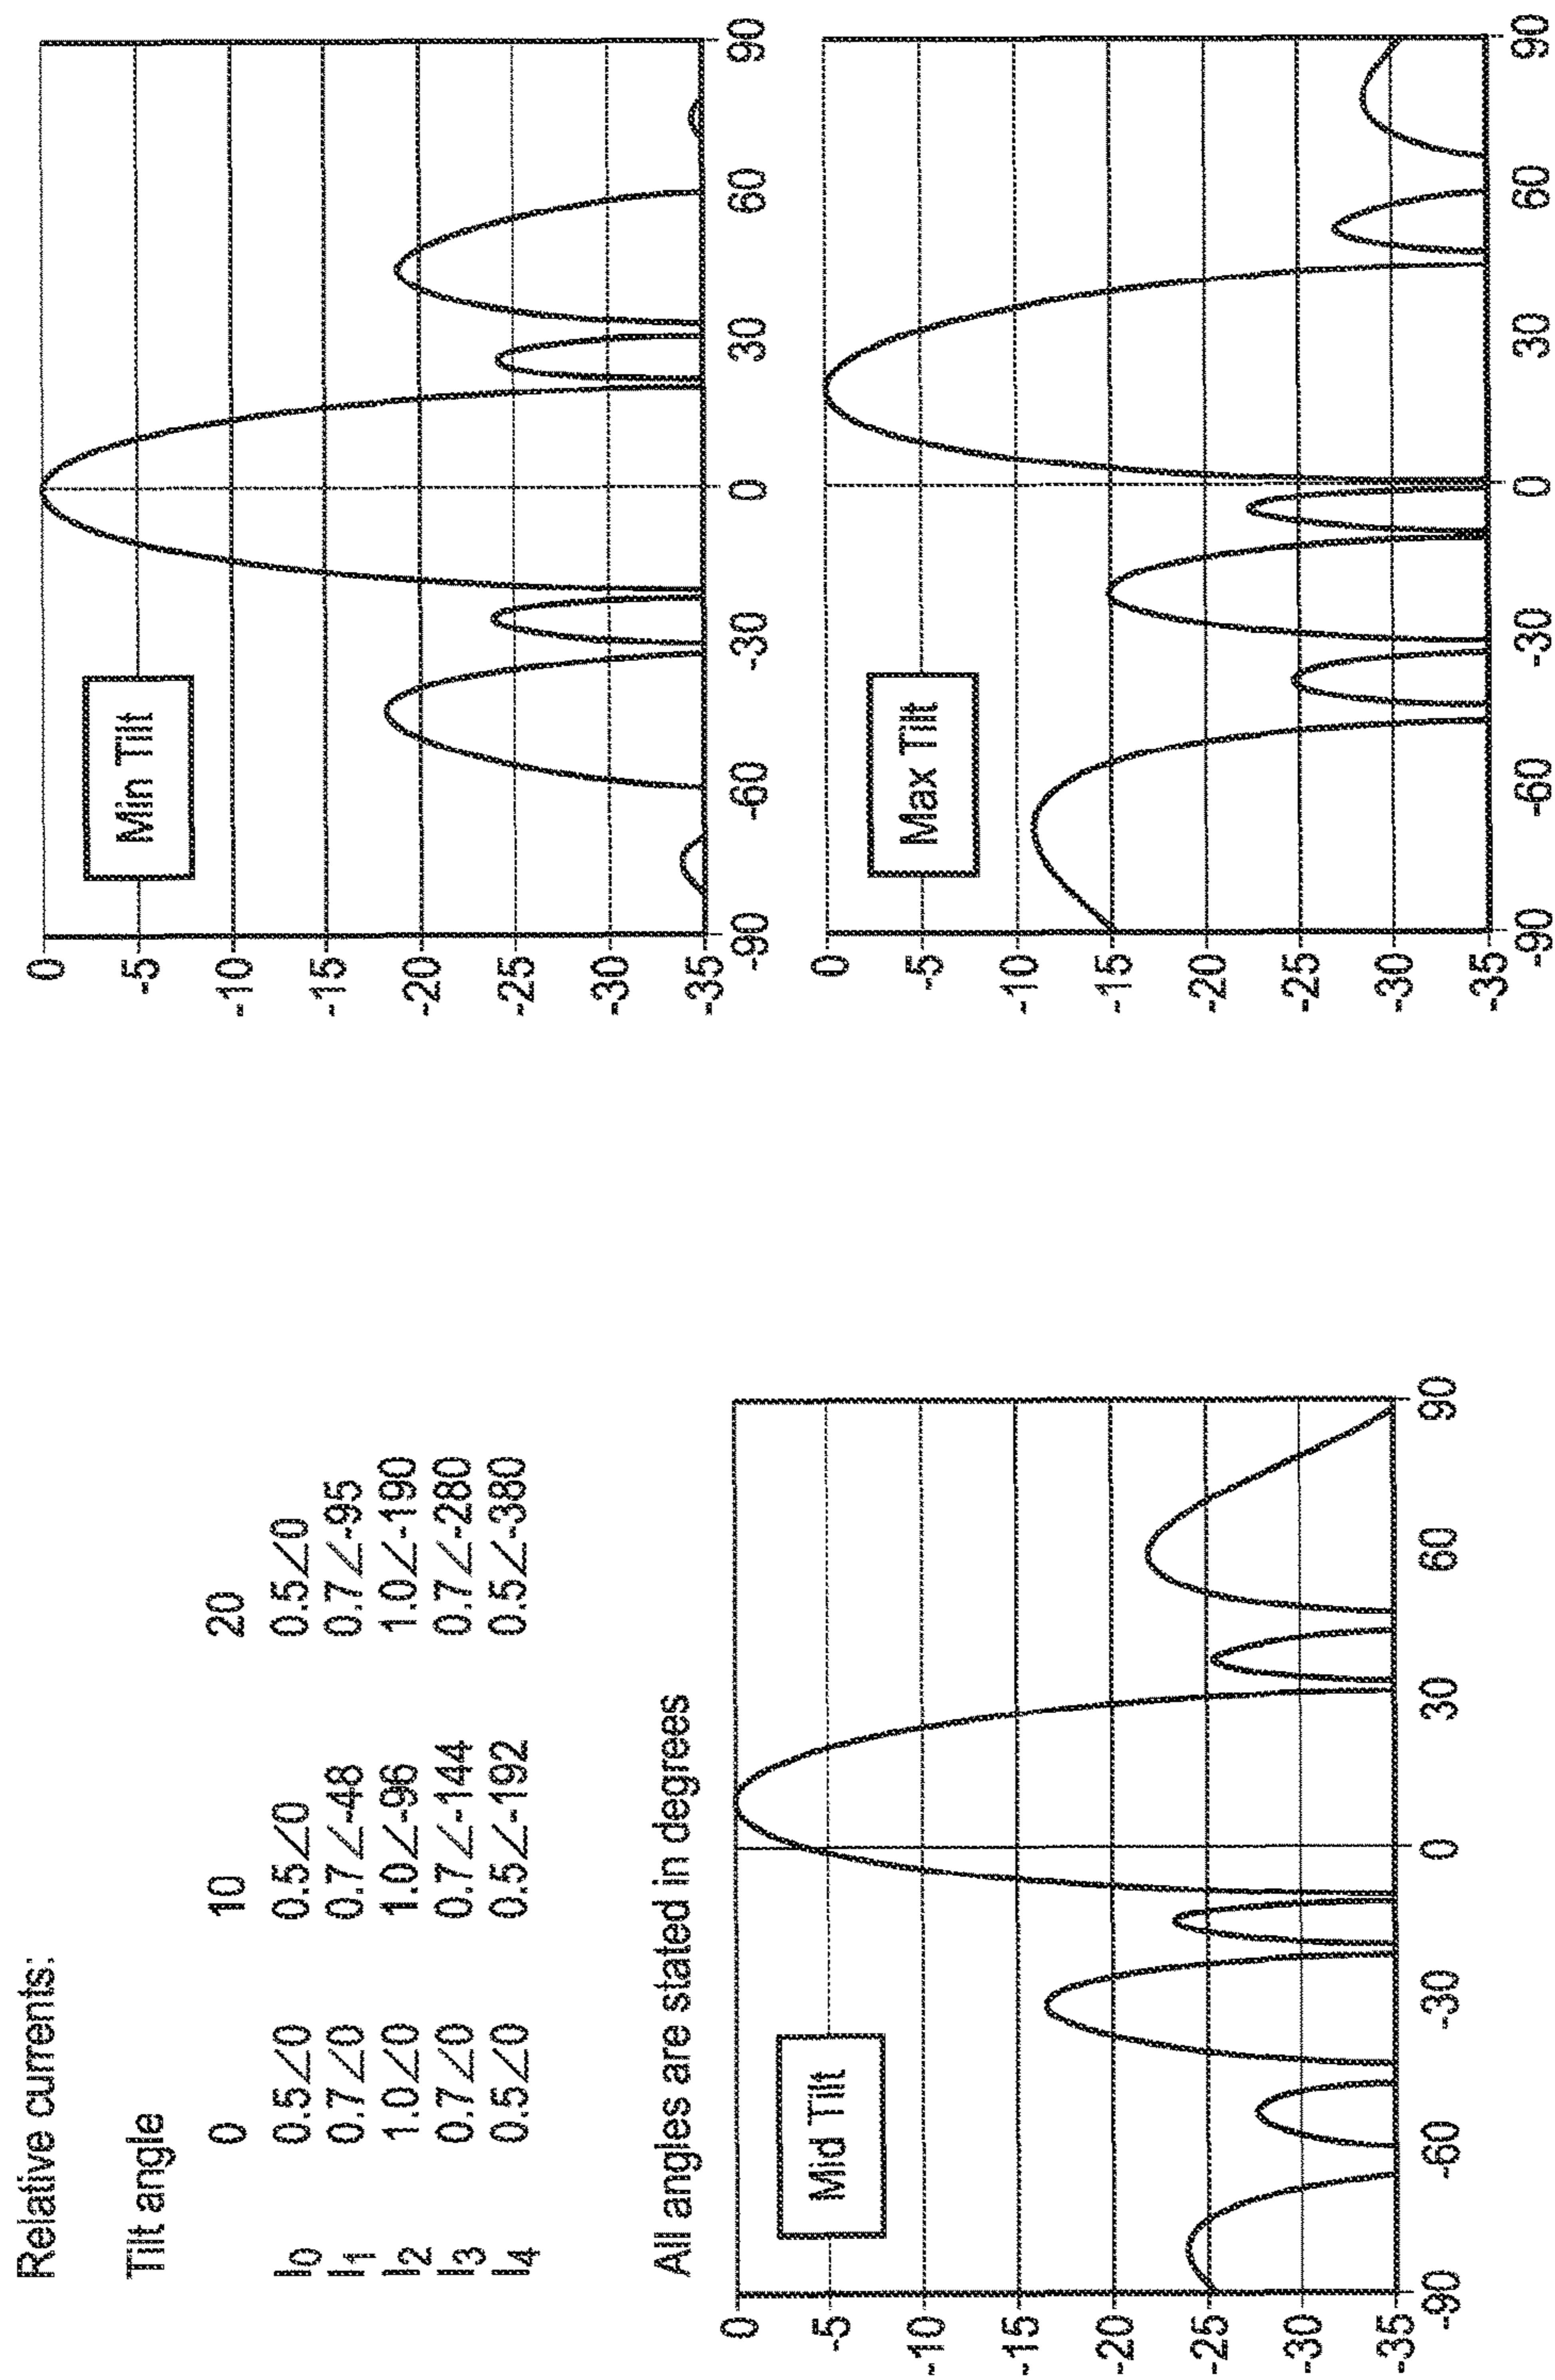 Relative currents:
Tilt angle
0 10 20
I0 0.5∠0 0.5∠0 0.5∠0
I1 0.7∠0 0.7∠-48 0.7∠-95
I2 1.0∠0 1.0∠-96 1.0∠-190
I3 0.7∠0 0.7∠-144 0.7∠-280
I4 0.5∠0 0.5∠-192 0.5∠-380
All angles are stated in degrees
Mid Tilt
0
-5
-10
-15
-20
-25
-30
-35
-90 -60 -30 0 30 60 90
Min Tilt
0
-5
-10
-15
-20
-25
-30
-35
-90 -60 -30 0 30 60 90
Max Tilt
0
-5
-10
-15
-20
-25
-30
-35
-90 -60 -30 0 30 60 90